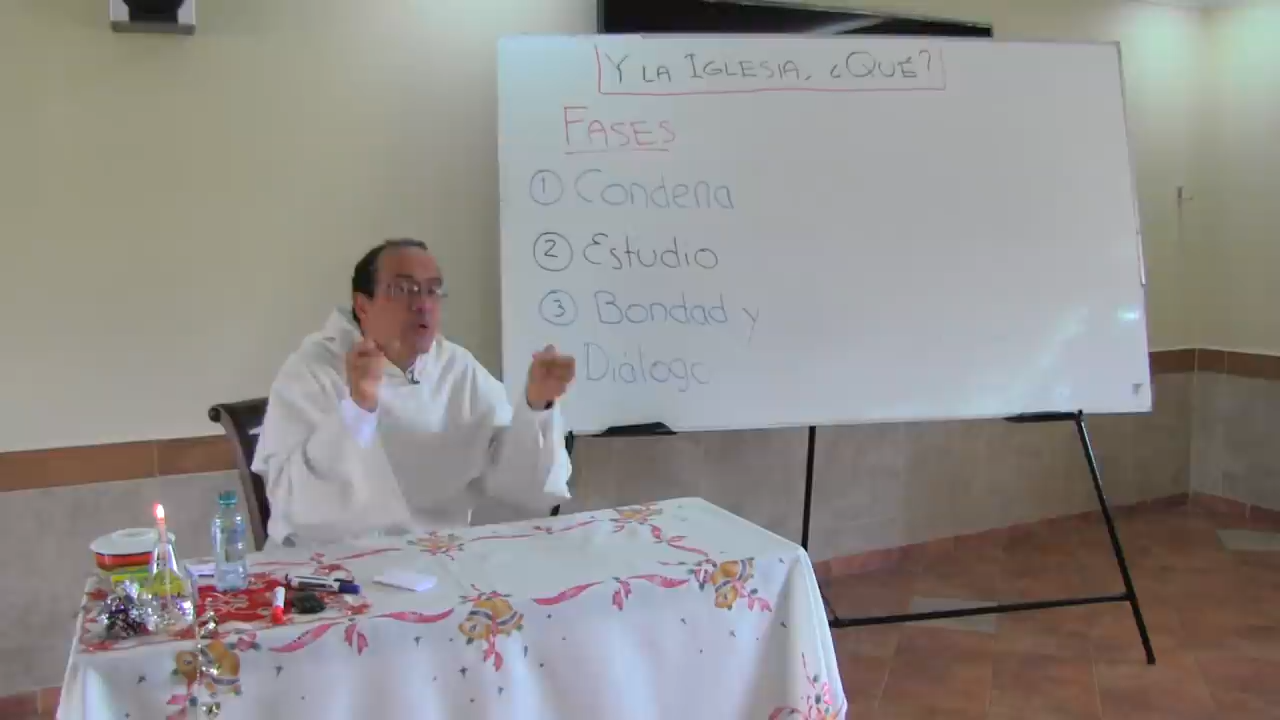 Y LA IGLESIA, ¿QUÉ?
FASES
① Condena
② Estudio
③ Bondad y
Diálogo